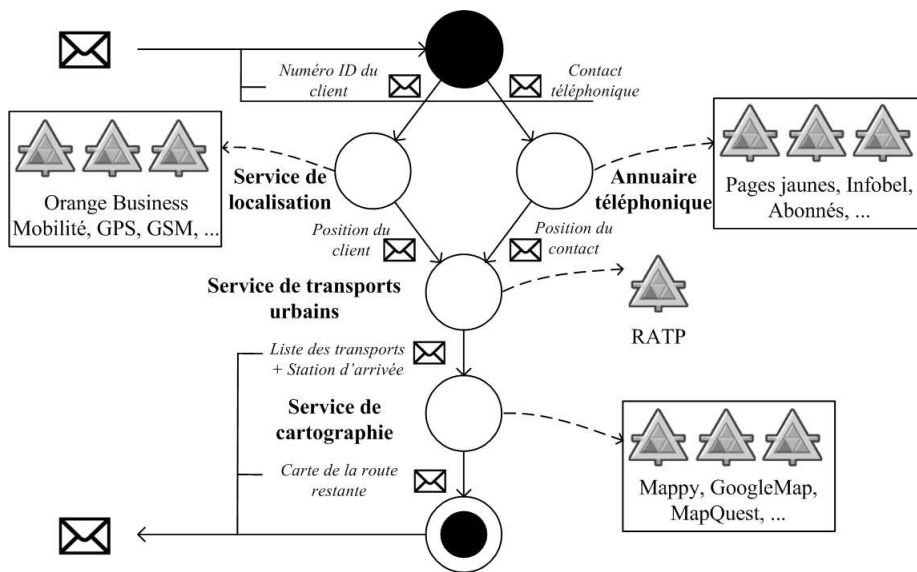 Numéro ID du
client
Contact
téléphonique
Service de
localisation
Orange Business
Mobilité, GPS, GSM, ...
Annuaire
téléphonique
Pages jaunes, Infobel,
Abonnés, ...
Position du
client
Position du
contact
Service de transports
urbains
RATP
Liste des transports
+ Station d'arrivée
Service de
cartographie
Mappy, GoogleMap,
MapQuest, ...
Carte de la route
restante